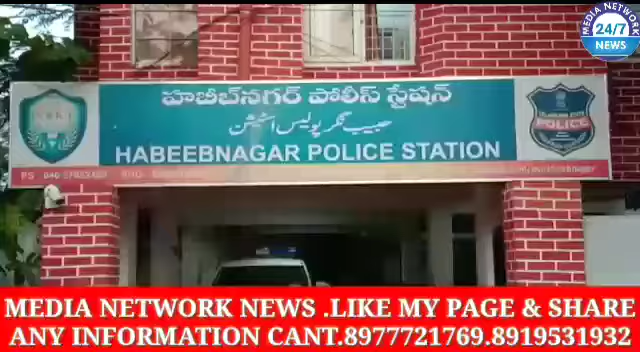 MEDIA NETWORK
24/7
NEWS
హబీబ్‌నగర్ పోలీస్ స్టేషన్
حبیب نگر پولیس اسٹیشن
HABEEBNAGAR POLICE STATION
POLICE
PS
MEDIA NETWORK NEWS .LIKE MY PAGE & SHARE
ANY INFORMATION CANT.8977721769.8919531932